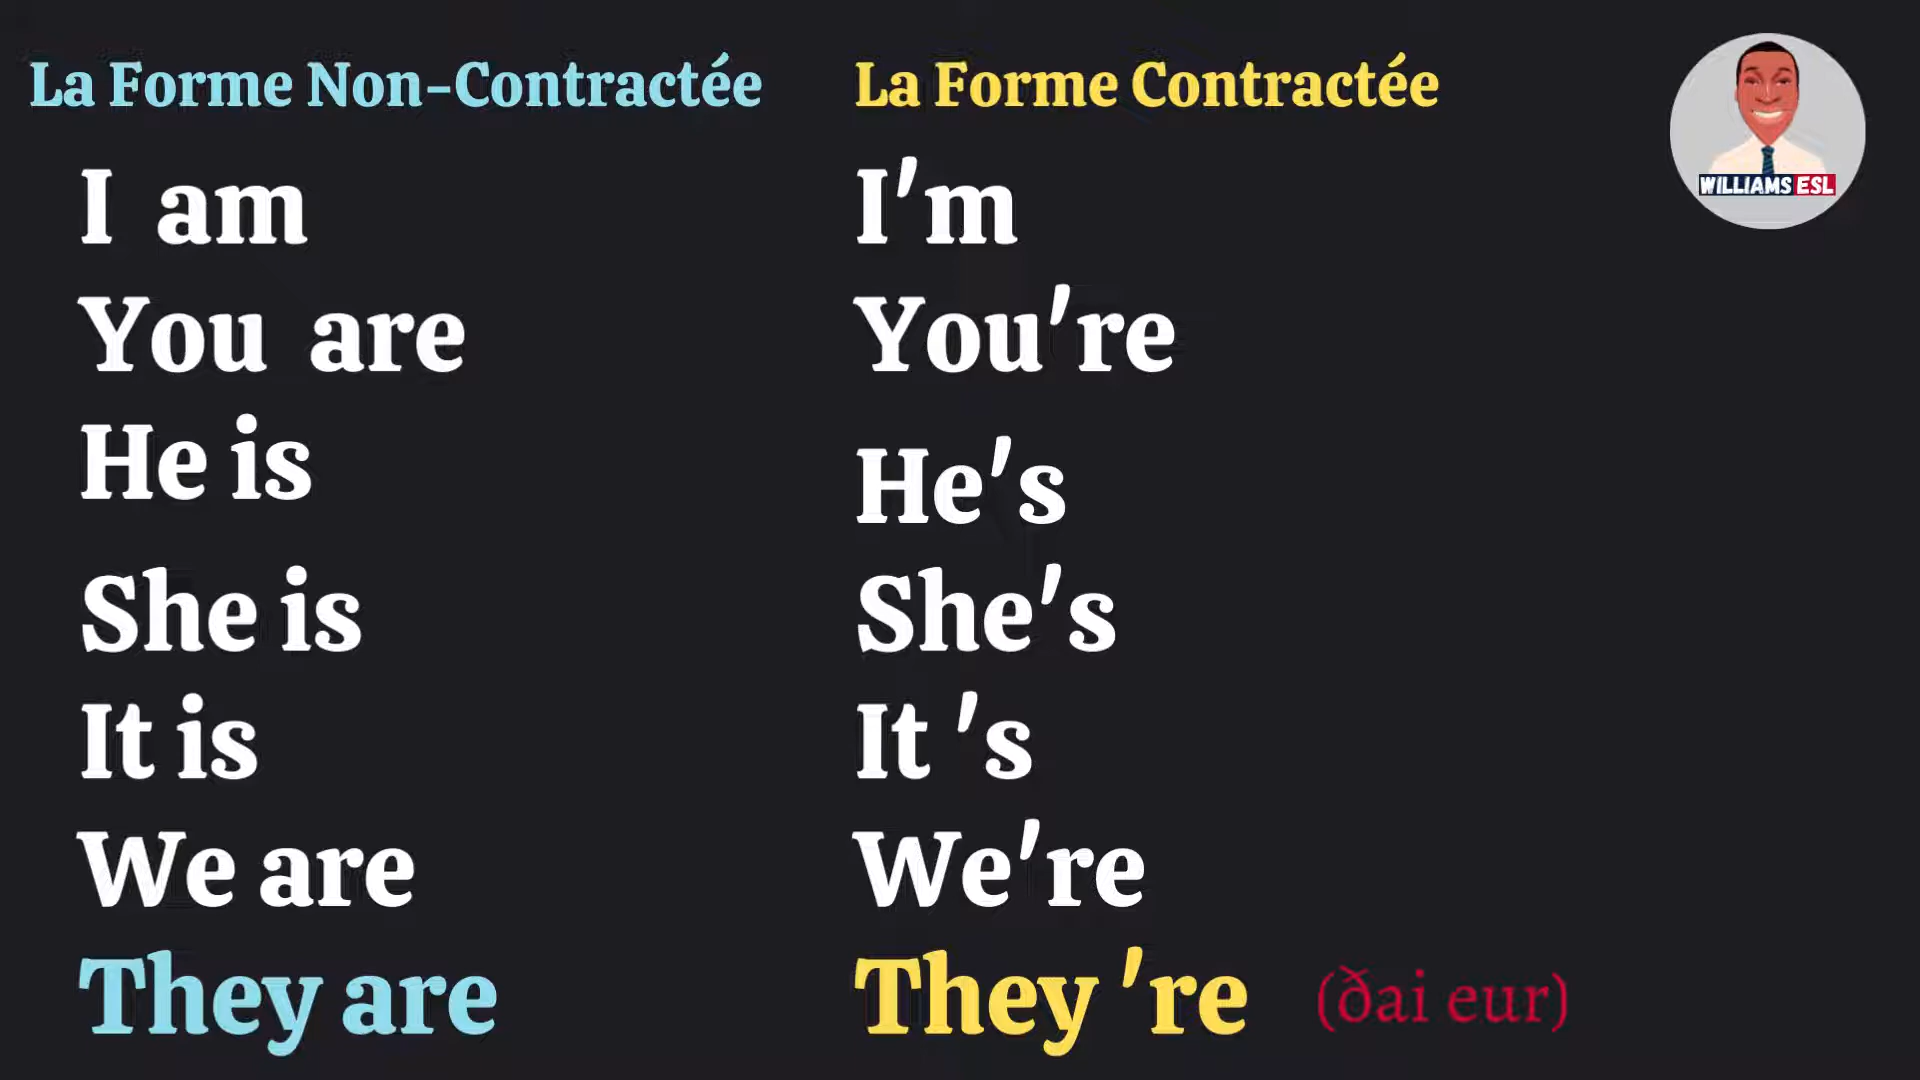 La Forme Non-Contractée
La Forme Contractée
WILLIAMS ESL
I am
I'm
You are
You're
He is
He's
She is
She's
It is
It 's
We are
We're
They are
They 're (ðai eur)